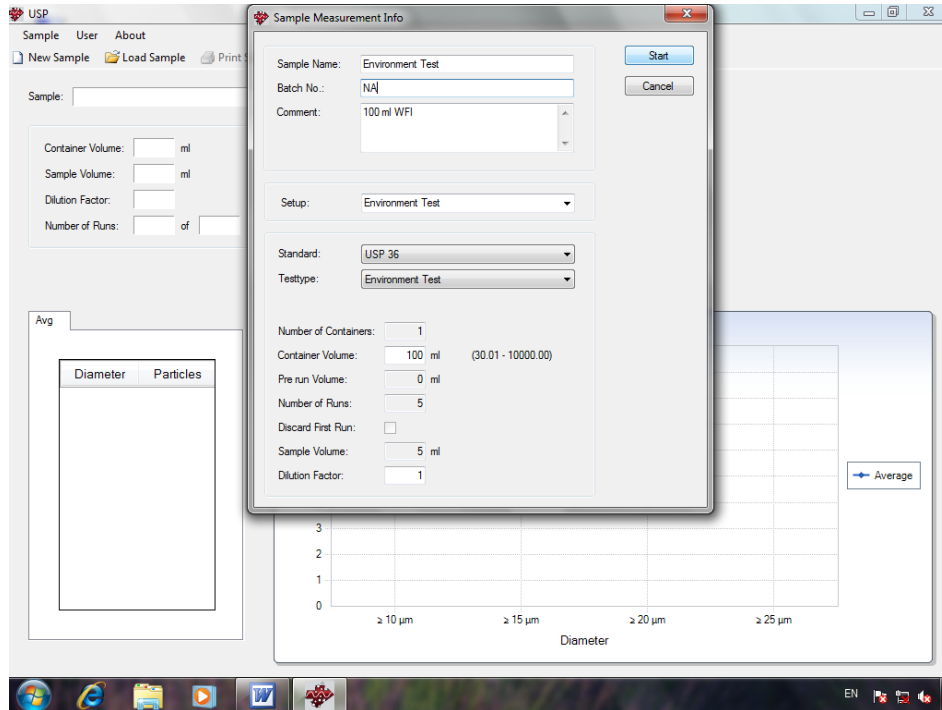 USP
Sample User About
New Sample Load Sample Print
Sample:
Container Volume: ml
Sample Volume: ml
Dilution Factor:
Number of Runs: of
Avg
Diameter Particles
Sample Measurement Info
Sample Name: Environment Test
Batch No.: NA
Comment: 100 ml WFI
Start
Cancel
Setup: Environment Test
Standard: USP 36
Testtype: Environment Test
Number of Containers: 1
Container Volume: 100 ml (30.01 - 10000.00)
Pre run Volume: 0 ml
Number of Runs: 5
Discard First Run:
Sample Volume: 5 ml
Dilution Factor: 1
Average
3
2
1
0
≥ 10 µm ≥ 15 µm ≥ 20 µm ≥ 25 µm
Diameter
EN